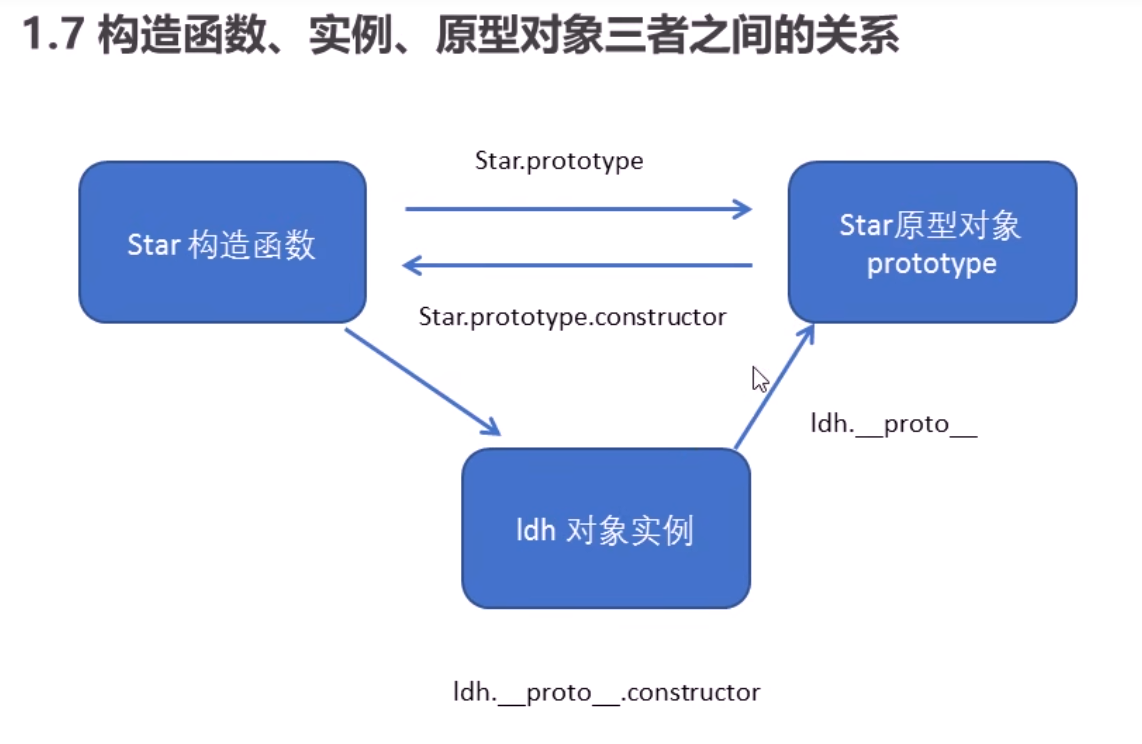 1.7 构造函数、实例、原型对象三者之间的关系
Star.prototype
Star 构造函数
Star原型对象
prototype
Star.prototype.constructor
ldh.__proto__
ldh 对象实例
ldh.__proto__.constructor